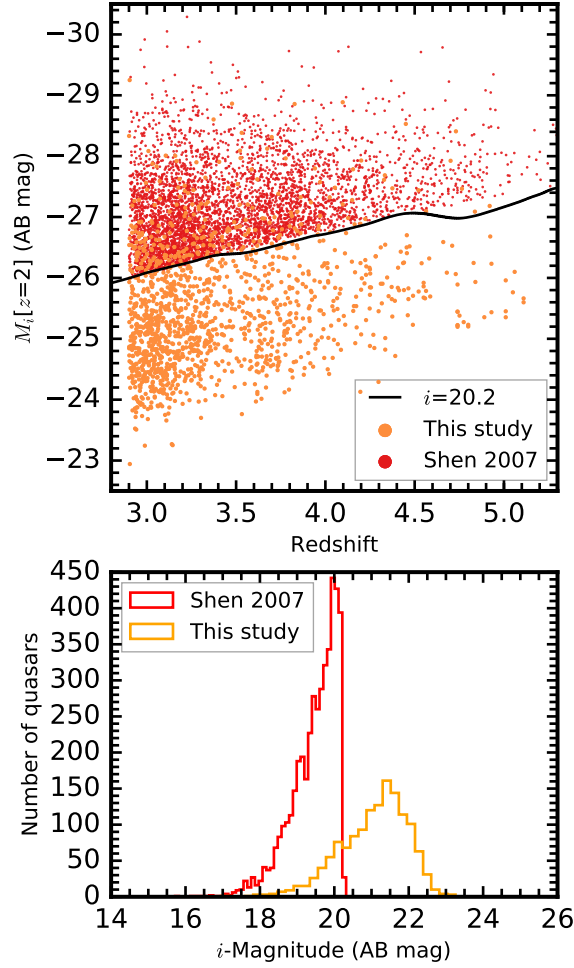 −30
−29
−28
−27
−26
−25
−24
−23
M_i[z=2] (AB mag)
i=20.2
This study
Shen 2007
3.0 3.5 4.0 4.5 5.0
Redshift
450
400
350
300
250
200
150
100
50
0
Number of quasars
Shen 2007
This study
14 16 18 20 22 24 26
i-Magnitude (AB mag)